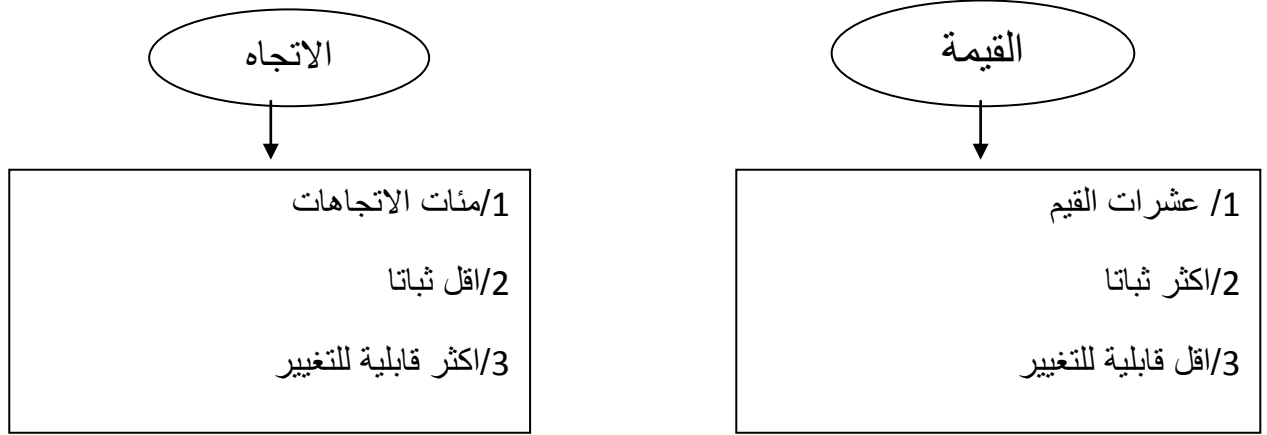 القيمة
1/ عشرات القيم
2/اكثر ثباتا
3/اقل قابلية للتغيير
الاتجاه
1/مئات الاتجاهات
2/اقل ثباتا
3/اكثر قابلية للتغيير